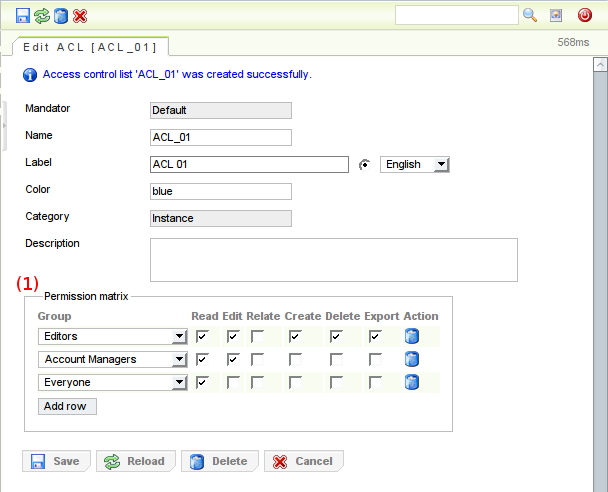 Edit ACL [ACL_01]
568ms
Access control list 'ACL_01' was created successfully.
Mandator Default
Name ACL_01
Label ACL 01 English
Color blue
Category Instance
Description
(1)
Permission matrix
Group Read Edit Relate Create Delete Export Action
Editors
Account Managers
Everyone
Add row
Save Reload Delete Cancel